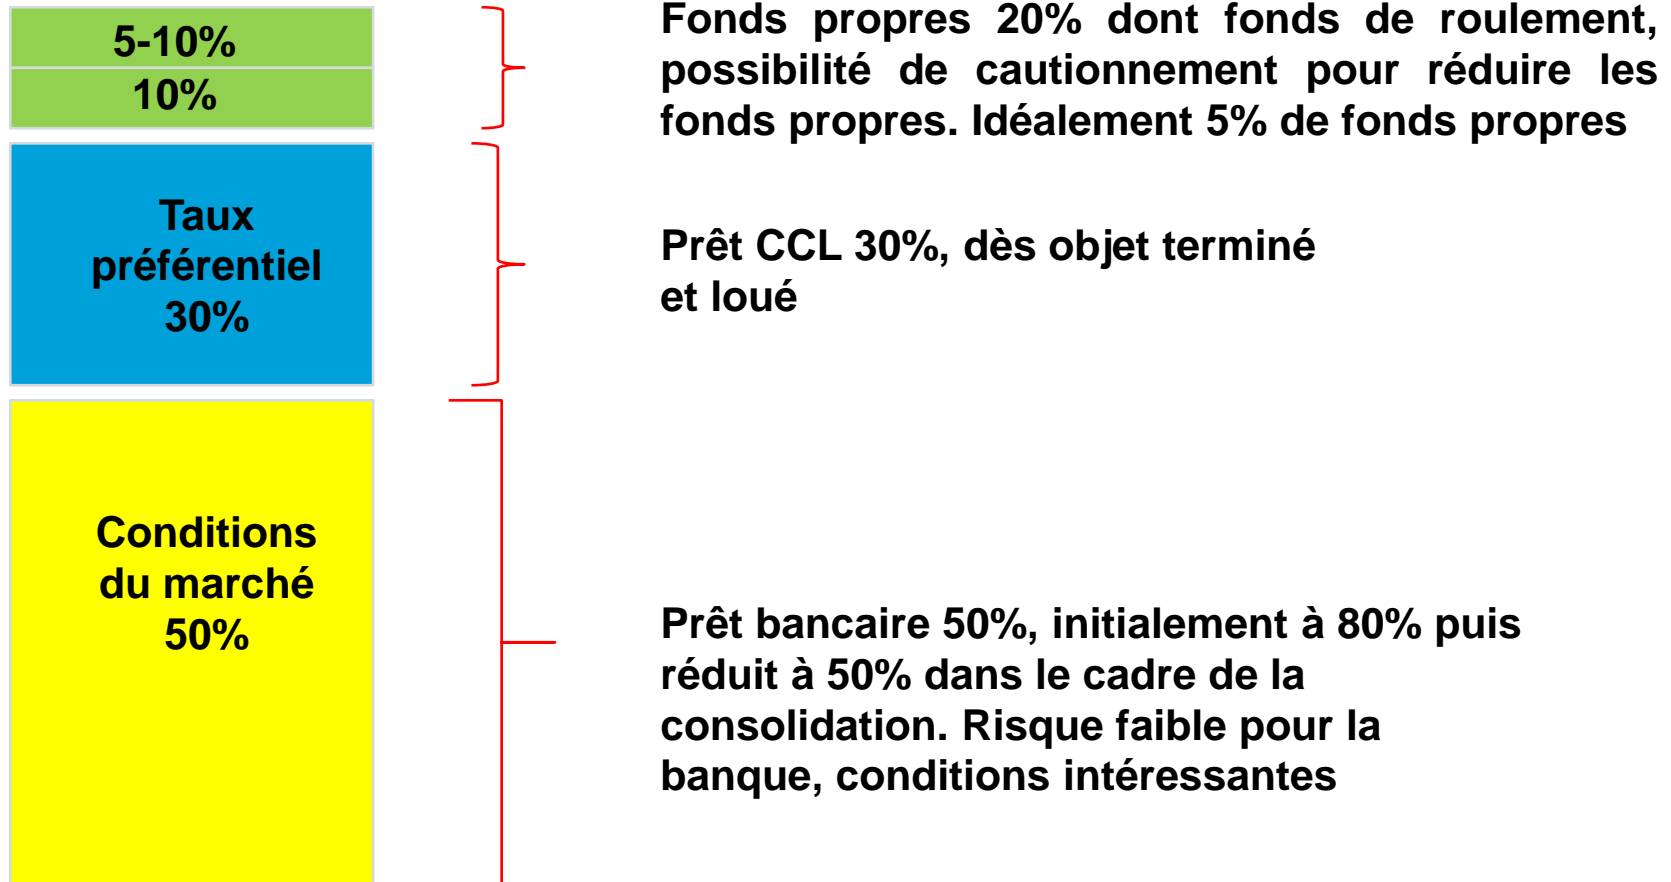 5-10%
10%
Fonds propres 20% dont fonds de roulement,
possibilité de cautionnement pour réduire les
fonds propres. Idéalement 5% de fonds propres
Taux
préférentiel
30%
Prêt CCL 30%, dès objet terminé
et loué
Conditions
du marché
50%
Prêt bancaire 50%, initialement à 80% puis
réduit à 50% dans le cadre de la
consolidation. Risque faible pour la
banque, conditions intéressantes